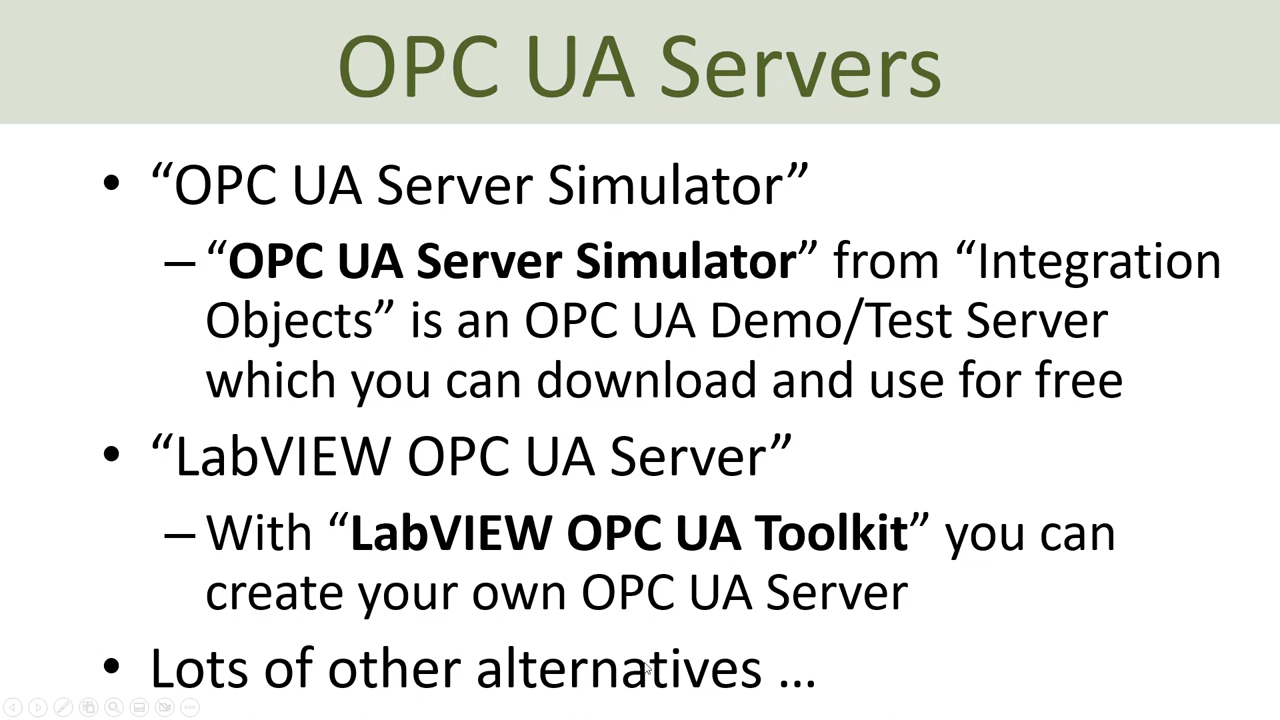 OPC UA Servers
• “OPC UA Server Simulator”
– “OPC UA Server Simulator” from “Integration
Objects” is an OPC UA Demo/Test Server
which you can download and use for free
• “LabVIEW OPC UA Server”
– With “LabVIEW OPC UA Toolkit” you can
create your own OPC UA Server
• Lots of other alternatives …